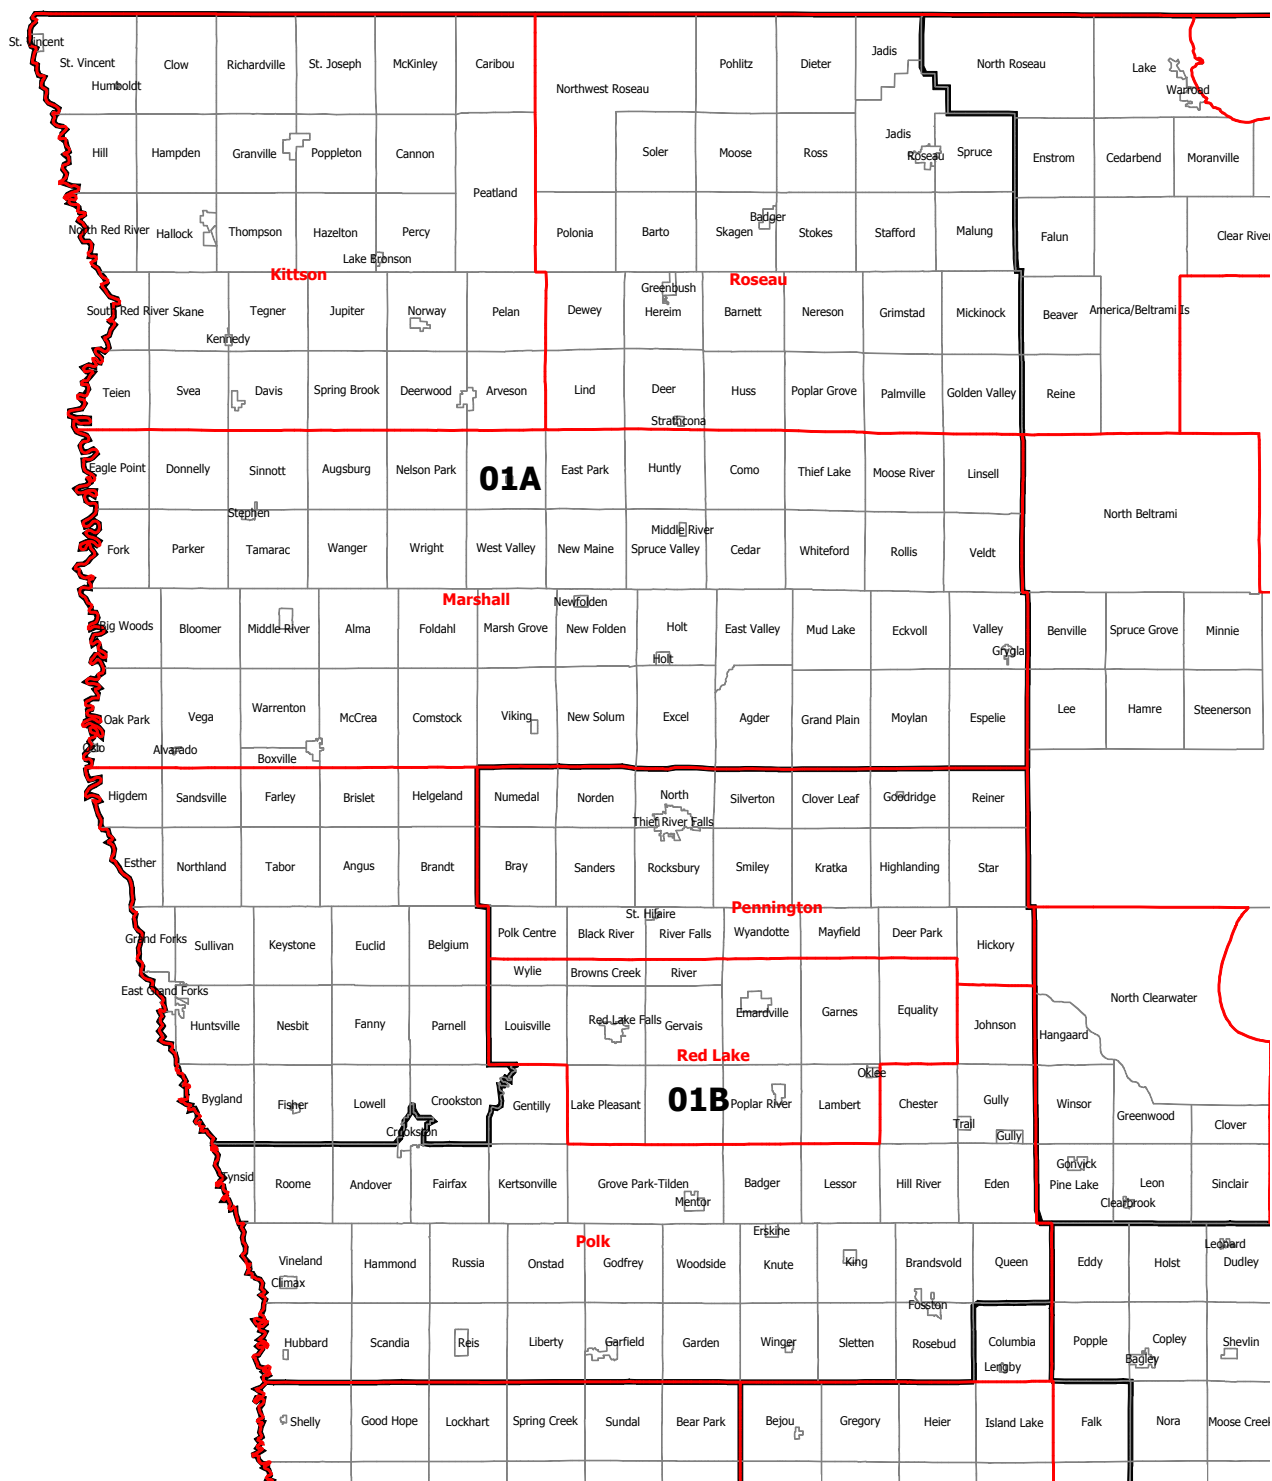 St. Vincent
St. Vincent
Humboldt
Clow
Richardville
St. Joseph
McKinley
Caribou
Northwest Roseau
Pohlitz
Dieter
Jadis
North Roseau
Lake
Warroad
Hill
Hampden
Granville
Poppleton
Cannon
Peatland
Soler
Moose
Ross
Jadis
Roseau
Spruce
Enstrom
Cedarbend
Moranville
North Red River
Hallock
Thompson
Hazelton
Lake Bronson
Percy
Polonia
Barto
Skagen
Badger
Stokes
Stafford
Malung
Falun
Clear River
Kittson
Roseau
South Red River
Skane
Kennedy
Tegner
Jupiter
Norway
Pelan
Dewey
Greenbush
Hereim
Barnett
Nereson
Grimstad
Mickinock
Beaver
America/Beltrami Is
Teien
Svea
Davis
Spring Brook
Deerwood
Arveson
Lind
Deer
Strathcona
Huss
Poplar Grove
Palmville
Golden Valley
Reine
Eagle Point
Donnelly
Sinnott
Augsburg
Nelson Park
01A
East Park
Huntly
Como
Thief Lake
Moose River
Linsell
North Beltrami
Stephen
Middle River
Fork
Parker
Tamarac
Wanger
Wright
West Valley
New Maine
Spruce Valley
Cedar
Whiteford
Rollis
Veldt
Marshall
Newfolden
Big Woods
Bloomer
Middle River
Alma
Foldahl
Marsh Grove
New Folden
Holt
Holt
East Valley
Mud Lake
Eckvoll
Valley
Grygla
Benville
Spruce Grove
Minnie
Oak Park
Oslo
Vega
Alvarado
Warrenton
Boxville
McCrea
Comstock
Viking
New Solum
Excel
Agder
Grand Plain
Moylan
Espelie
Lee
Hamre
Steenerson
Higdem
Sandsville
Farley
Brislet
Helgeland
Numedal
Norden
North
Thief River Falls
Silverton
Clover Leaf
Goodridge
Reiner
Esther
Northland
Tabor
Angus
Brandt
Bray
Sanders
Rocksbury
Smiley
Kratka
Highlanding
Star
Pennington
St. Hilaire
Grand Forks
Sullivan
Keystone
Euclid
Belgium
Polk Centre
Black River
River Falls
Wyandotte
Mayfield
Deer Park
Hickory
Wylie
Browns Creek
River
East Grand Forks
Huntsville
Nesbit
Fanny
Parnell
Louisville
Red Lake Falls
Gervais
Emardville
Garnes
Equality
Johnson
Hangaard
North Clearwater
Red Lake
Oklee
Bygland
Fisher
Lowell
Crookston
Crookston
Gentilly
Lake Pleasant
01B
Poplar River
Lambert
Chester
Trail
Gully
Gully
Winsor
Greenwood
Clover
Tynsid
Roome
Andover
Fairfax
Kertsonville
Grove Park-Tilden
Mentor
Badger
Lessor
Hill River
Eden
Gonvick
Pine Lake
Leon
Clearbrook
Sinclair
Polk
Erskine
Vineland
Climax
Hammond
Russia
Onstad
Godfrey
Woodside
Knute
King
Brandsvold
Fosston
Queen
Eddy
Holst
Leonard
Dudley
Hubbard
Scandia
Reis
Liberty
Garfield
Garden
Winger
Sletten
Rosebud
Columbia
Lengby
Popple
Copley
Bagley
Shevlin
Shelly
Good Hope
Lockhart
Spring Creek
Sundal
Bear Park
Bejou
Gregory
Heier
Island Lake
Falk
Nora
Moose Creek